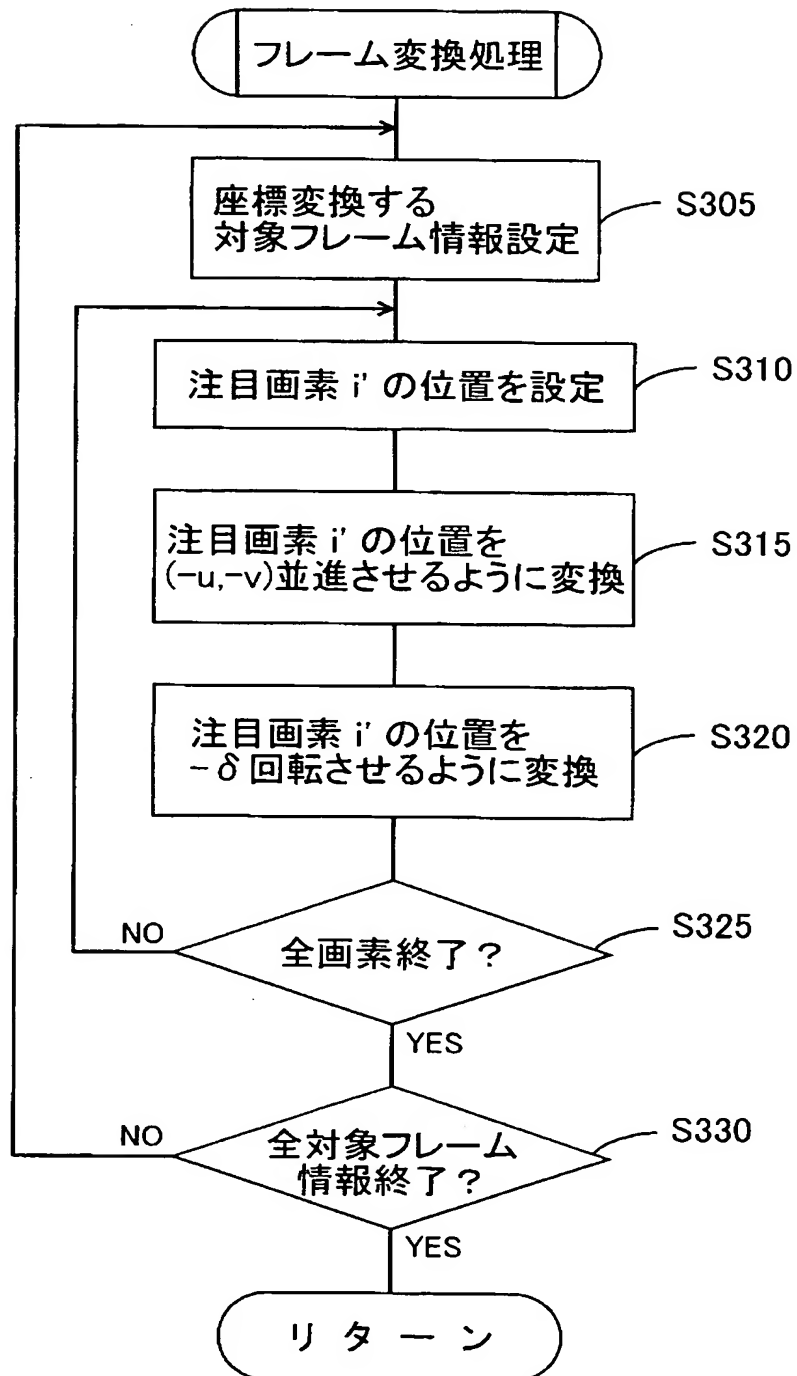 フレーム変換処理
座標変換する
対象フレーム情報設定
S305
注目画素 i' の位置を設定
S310
注目画素 i' の位置を
(-u,-v)並進させるように変換
S315
注目画素 i' の位置を
-δ 回転させるように変換
S320
NO
全画素終了?
S325
YES
NO
全対象フレーム
情報終了?
S330
YES
リターン